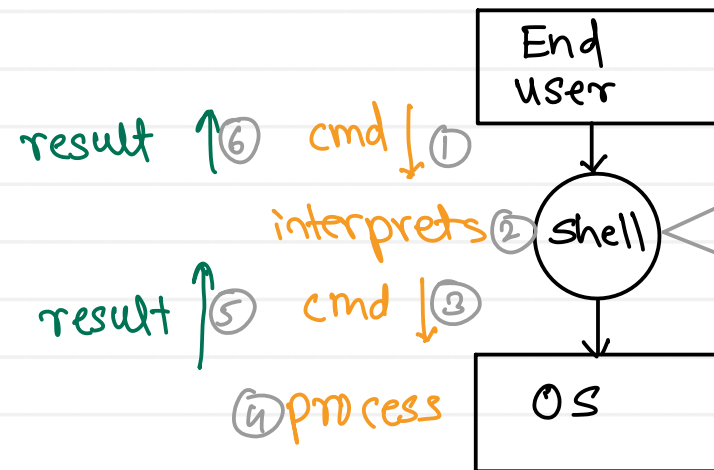 End
user
result ↑ ⑥ cmd ↓ ①
interprets ② shell
result ↑ ⑤ cmd ↓ ③
④ process OS